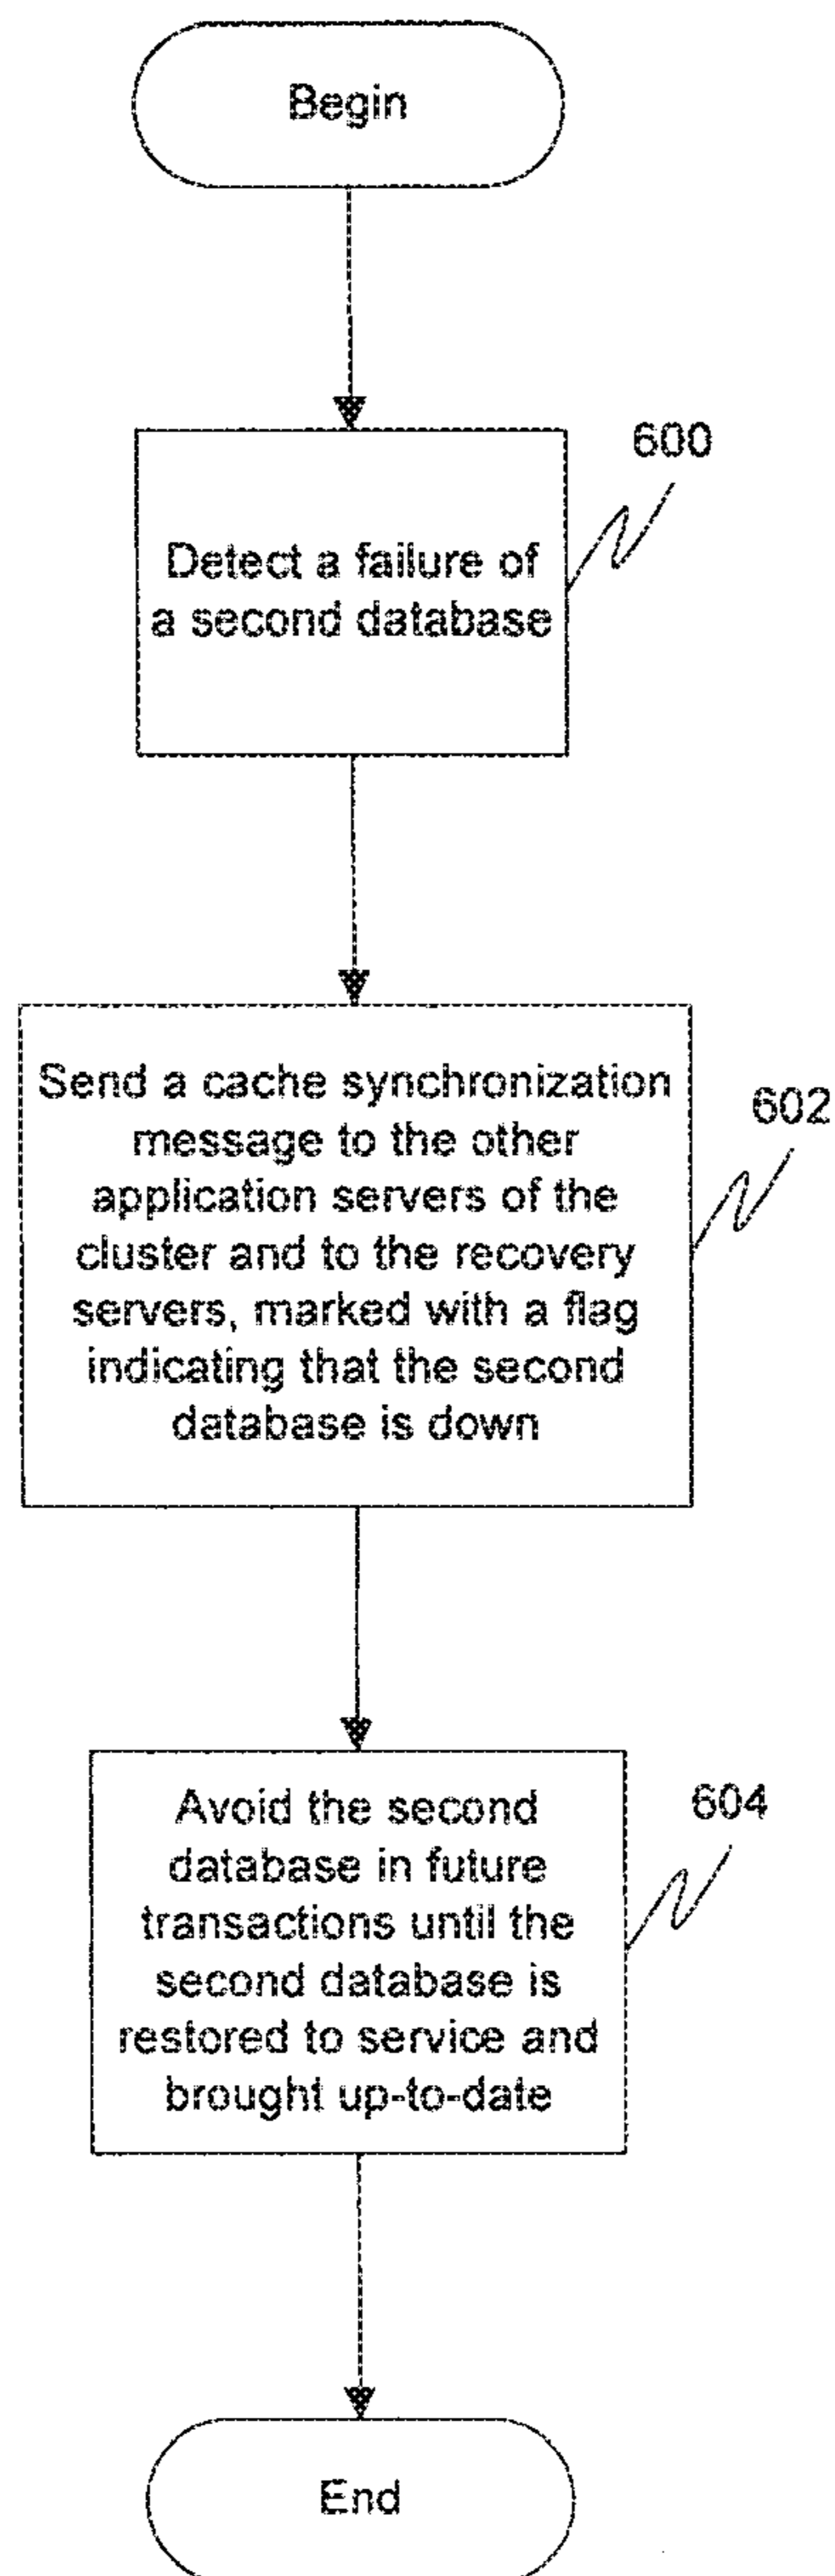 Begin
600
Detect a failure of
a second database
602
Send a cache synchronization
message to the other
application servers of the
cluster and to the recovery
servers, marked with a flag
indicating that the second
database is down
604
Avoid the second
database in future
transactions until the
second database is
restored to service and
brought up-to-date
End